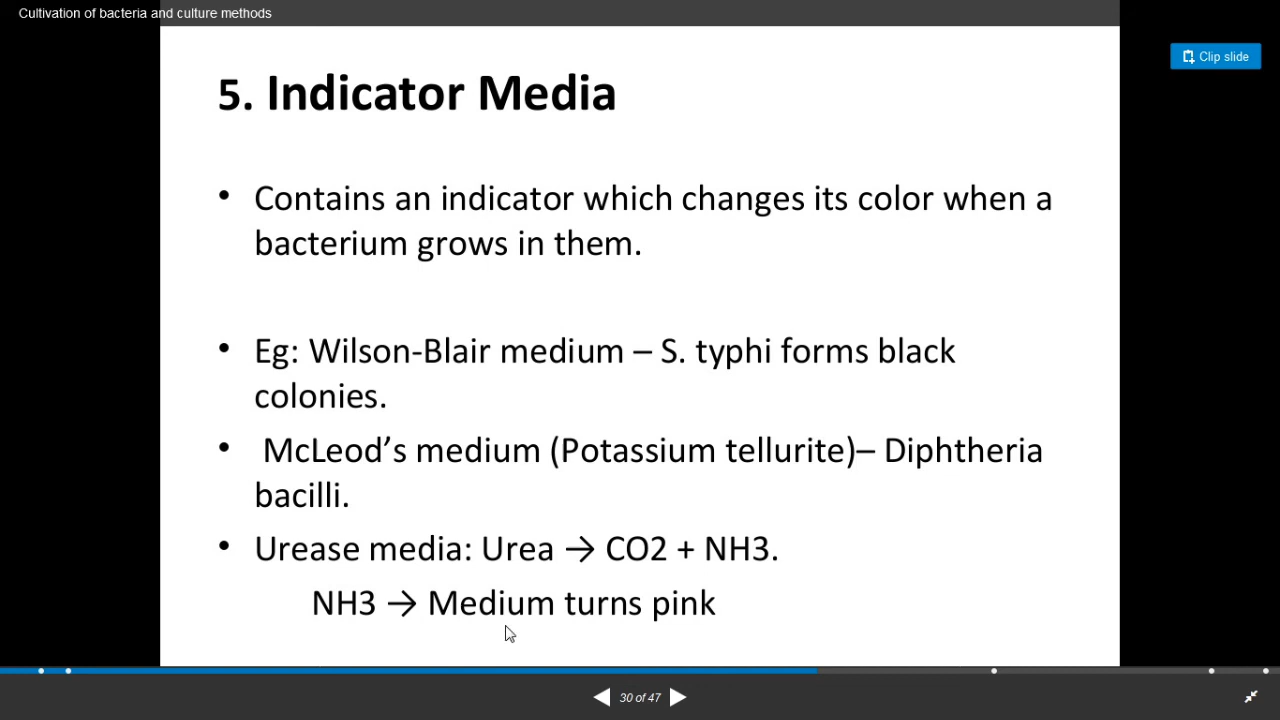 Cultivation of bacteria and culture methods
Clip slide
5. Indicator Media
• Contains an indicator which changes its color when a
bacterium grows in them.
• Eg: Wilson-Blair medium – S. typhi forms black
colonies.
• McLeod’s medium (Potassium tellurite)– Diphtheria
bacilli.
• Urease media: Urea → CO2 + NH3.
NH3 → Medium turns pink
30 of 47